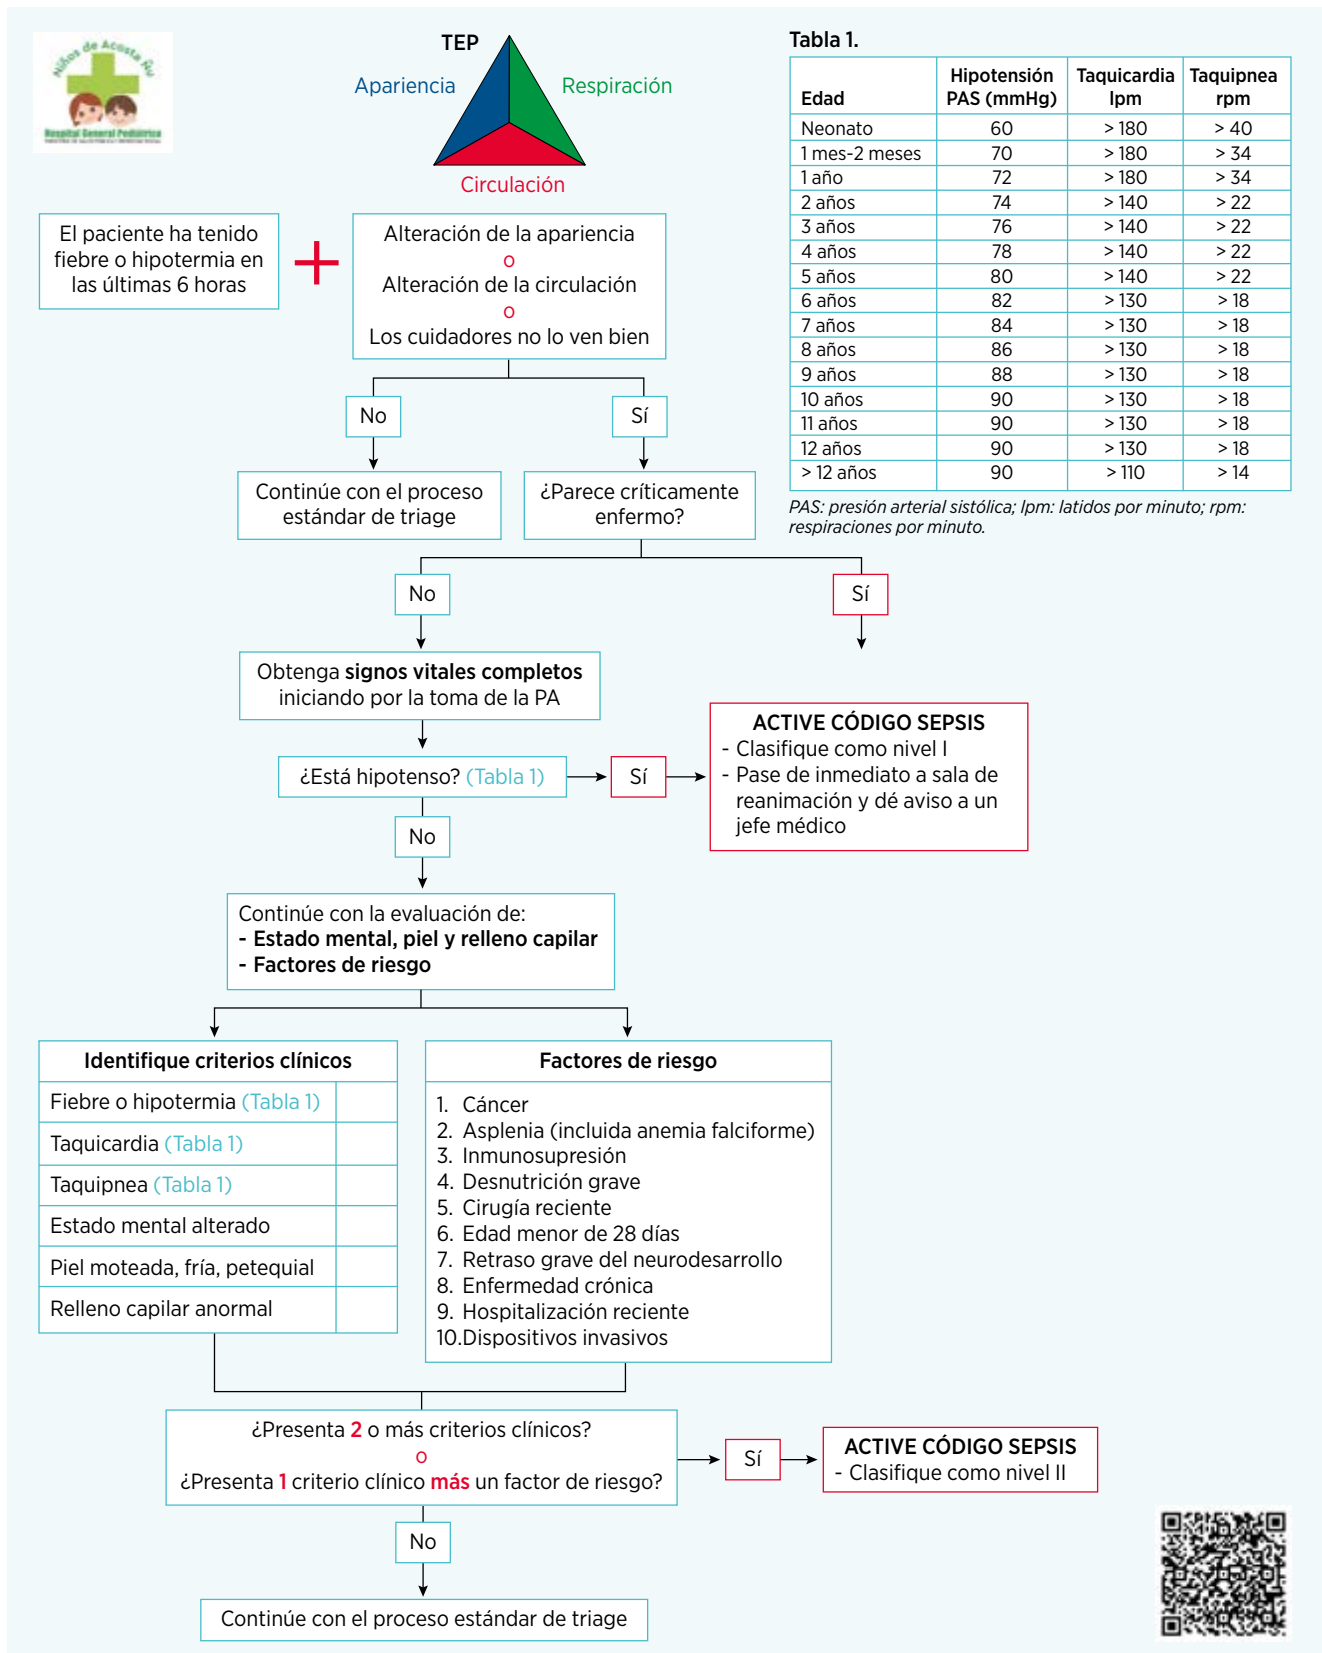 Niños de Acosta Ñu
Hospital General Pediátrico
TEP
Apariencia
Respiración
Circulación
Tabla 1.
Edad Hipotensión PAS (mmHg) Taquicardia lpm Taquipnea rpm
Neonato 60 > 180 > 40
1 mes-2 meses 70 > 180 > 34
1 año 72 > 180 > 34
2 años 74 > 140 > 22
3 años 76 > 140 > 22
4 años 78 > 140 > 22
5 años 80 > 140 > 22
6 años 82 > 130 > 18
7 años 84 > 130 > 18
8 años 86 > 130 > 18
9 años 88 > 130 > 18
10 años 90 > 130 > 18
11 años 90 > 130 > 18
12 años 90 > 130 > 18
> 12 años 90 > 110 > 14
PAS: presión arterial sistólica; lpm: latidos por minuto; rpm:
respiraciones por minuto.
El paciente ha tenido
fiebre o hipotermia en
las últimas 6 horas
+
Alteración de la apariencia
o
Alteración de la circulación
o
Los cuidadores no lo ven bien
No
Sí
Continúe con el proceso
estándar de triage
¿Parece críticamente
enfermo?
No
Sí
Obtenga signos vitales completos
iniciando por la toma de la PA
¿Está hipotenso? (Tabla 1)
Sí
ACTIVE CÓDIGO SEPSIS
- Clasifique como nivel I
- Pase de inmediato a sala de
reanimación y dé aviso a un
jefe médico
No
Continúe con la evaluación de:
- Estado mental, piel y relleno capilar
- Factores de riesgo
Identifique criterios clínicos
Fiebre o hipotermia (Tabla 1)
Taquicardia (Tabla 1)
Taquipnea (Tabla 1)
Estado mental alterado
Piel moteada, fría, petequial
Relleno capilar anormal
Factores de riesgo
1. Cáncer
2. Asplenia (incluida anemia falciforme)
3. Inmunosupresión
4. Desnutrición grave
5. Cirugía reciente
6. Edad menor de 28 días
7. Retraso grave del neurodesarrollo
8. Enfermedad crónica
9. Hospitalización reciente
10.Dispositivos invasivos
¿Presenta 2 o más criterios clínicos?
o
¿Presenta 1 criterio clínico más un factor de riesgo?
Sí
ACTIVE CÓDIGO SEPSIS
- Clasifique como nivel II
No
Continúe con el proceso estándar de triage